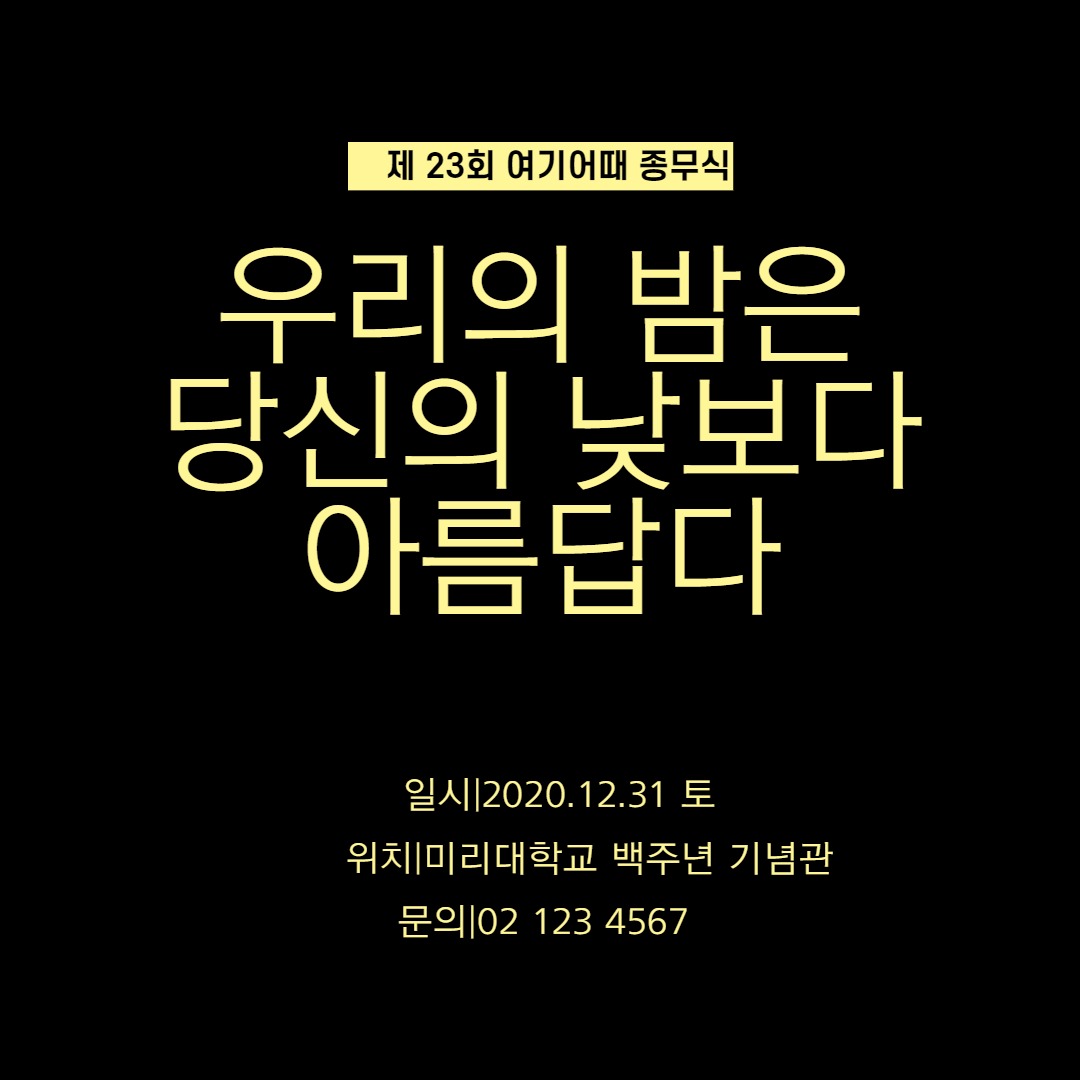 제 23회 여기어때 종무식
우리의 밤은
당신의 낮보다
아름답다
일시|2020.12.31 토
위치|미리대학교 백주년 기념관
문의|02 123 4567